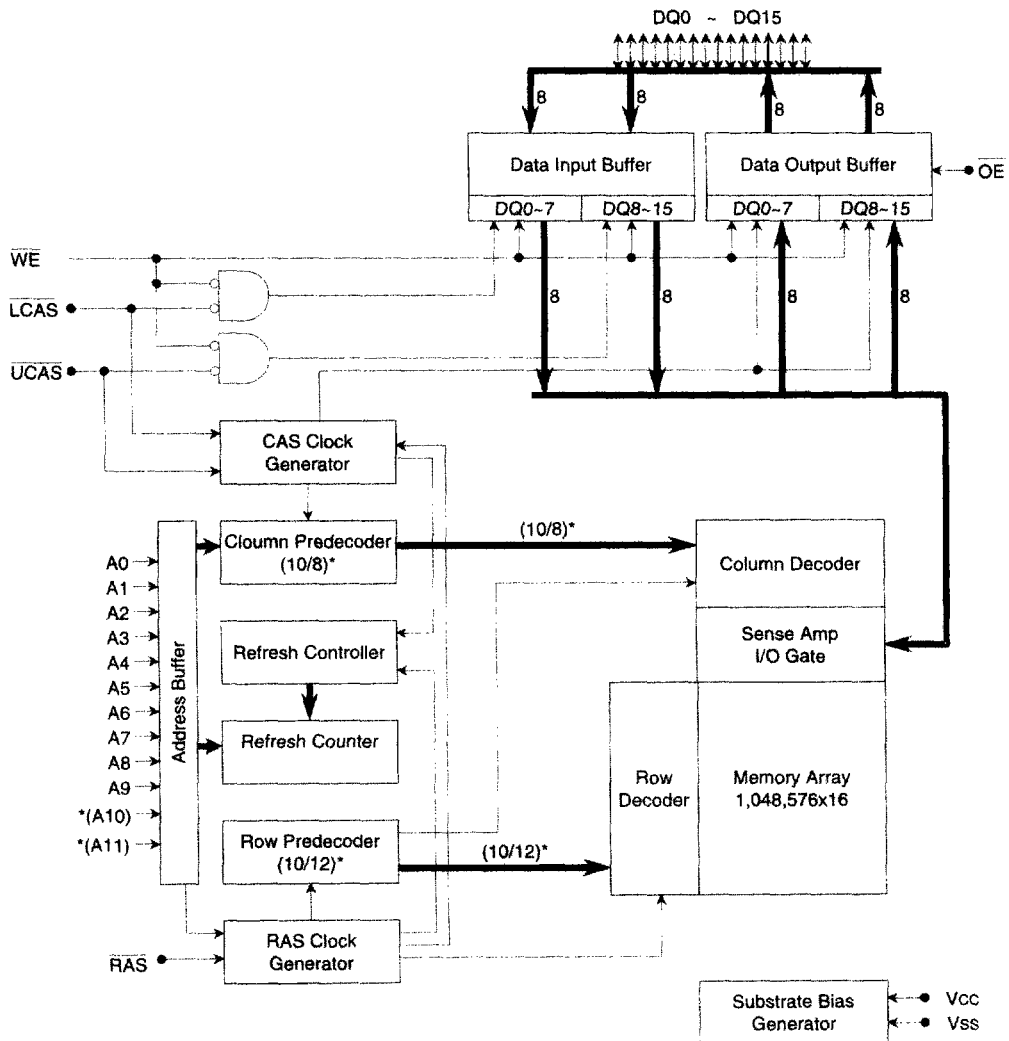 DQ0 ~ DQ15
8
8
8
8
Data Input Buffer
Data Output Buffer
OE
DQ0~7
DQ8~15
DQ0~7
DQ8~15
WE
LCAS
8
8
8
8
UCAS
CAS Clock
Generator
Cloumn Predecoder
(10/8)*
(10/8)*
Column Decoder
A0
A1
A2
A3
A4
A5
A6
A7
A8
A9
*(A10)
*(A11)
Address Buffer
Refresh Controller
Sense Amp
I/O Gate
Refresh Counter
Row
Decoder
Memory Array
1,048,576x16
Row Predecoder
(10/12)*
(10/12)*
RAS
RAS Clock
Generator
Substrate Bias
Generator
Vcc
Vss